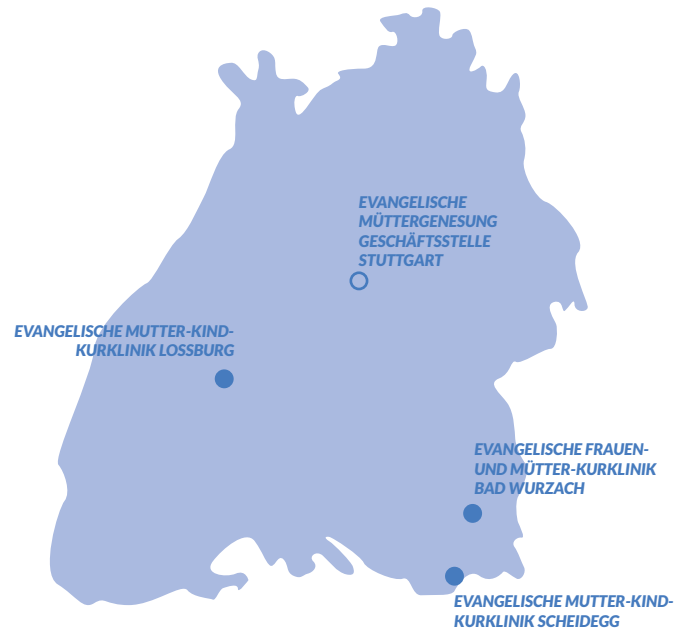 EVANGELISCHE
MÜTTERGENESUNG
GESCHÄFTSSTELLE
STUTTGART
EVANGELISCHE MUTTER-KIND-
KURKLINIK LOSSBURG
EVANGELISCHE FRAUEN-
UND MÜTTER-KURKLINIK
BAD WURZACH
EVANGELISCHE MUTTER-KIND-
KURKLINIK SCHEIDEGG